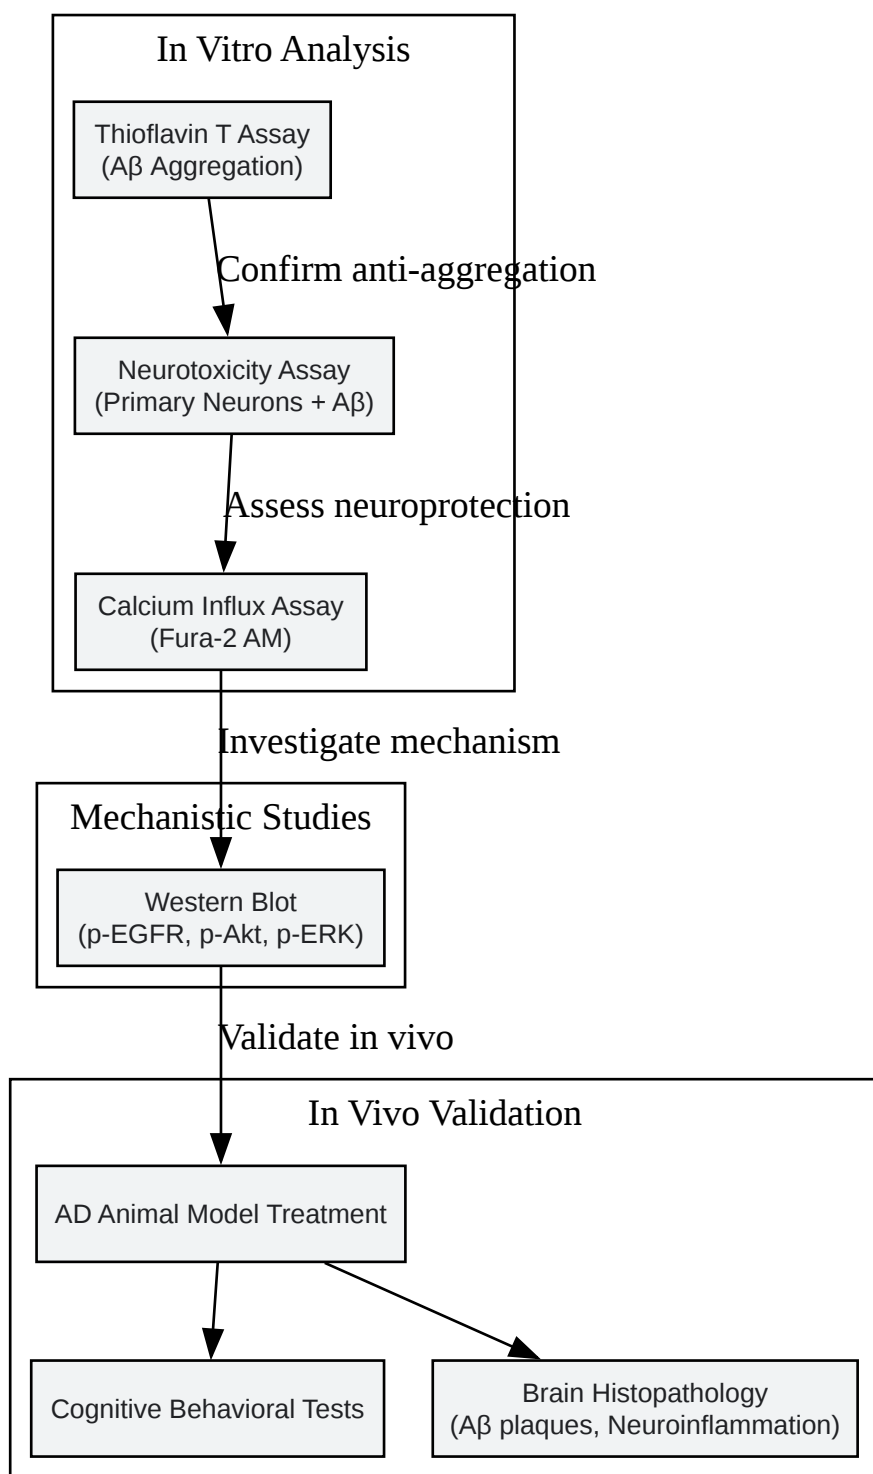 In Vitro Analysis
Thioflavin T Assay
(Aβ Aggregation)
Confirm anti-aggregation
Neurotoxicity Assay
(Primary Neurons + Aβ)
Assess neuroprotection
Calcium Influx Assay
(Fura-2 AM)
Investigate mechanism
Mechanistic Studies
Western Blot
(p-EGFR, p-Akt, p-ERK)
Validate in vivo
In Vivo Validation
AD Animal Model Treatment
Cognitive Behavioral Tests
Brain Histopathology
(Aβ plaques, Neuroinflammation)